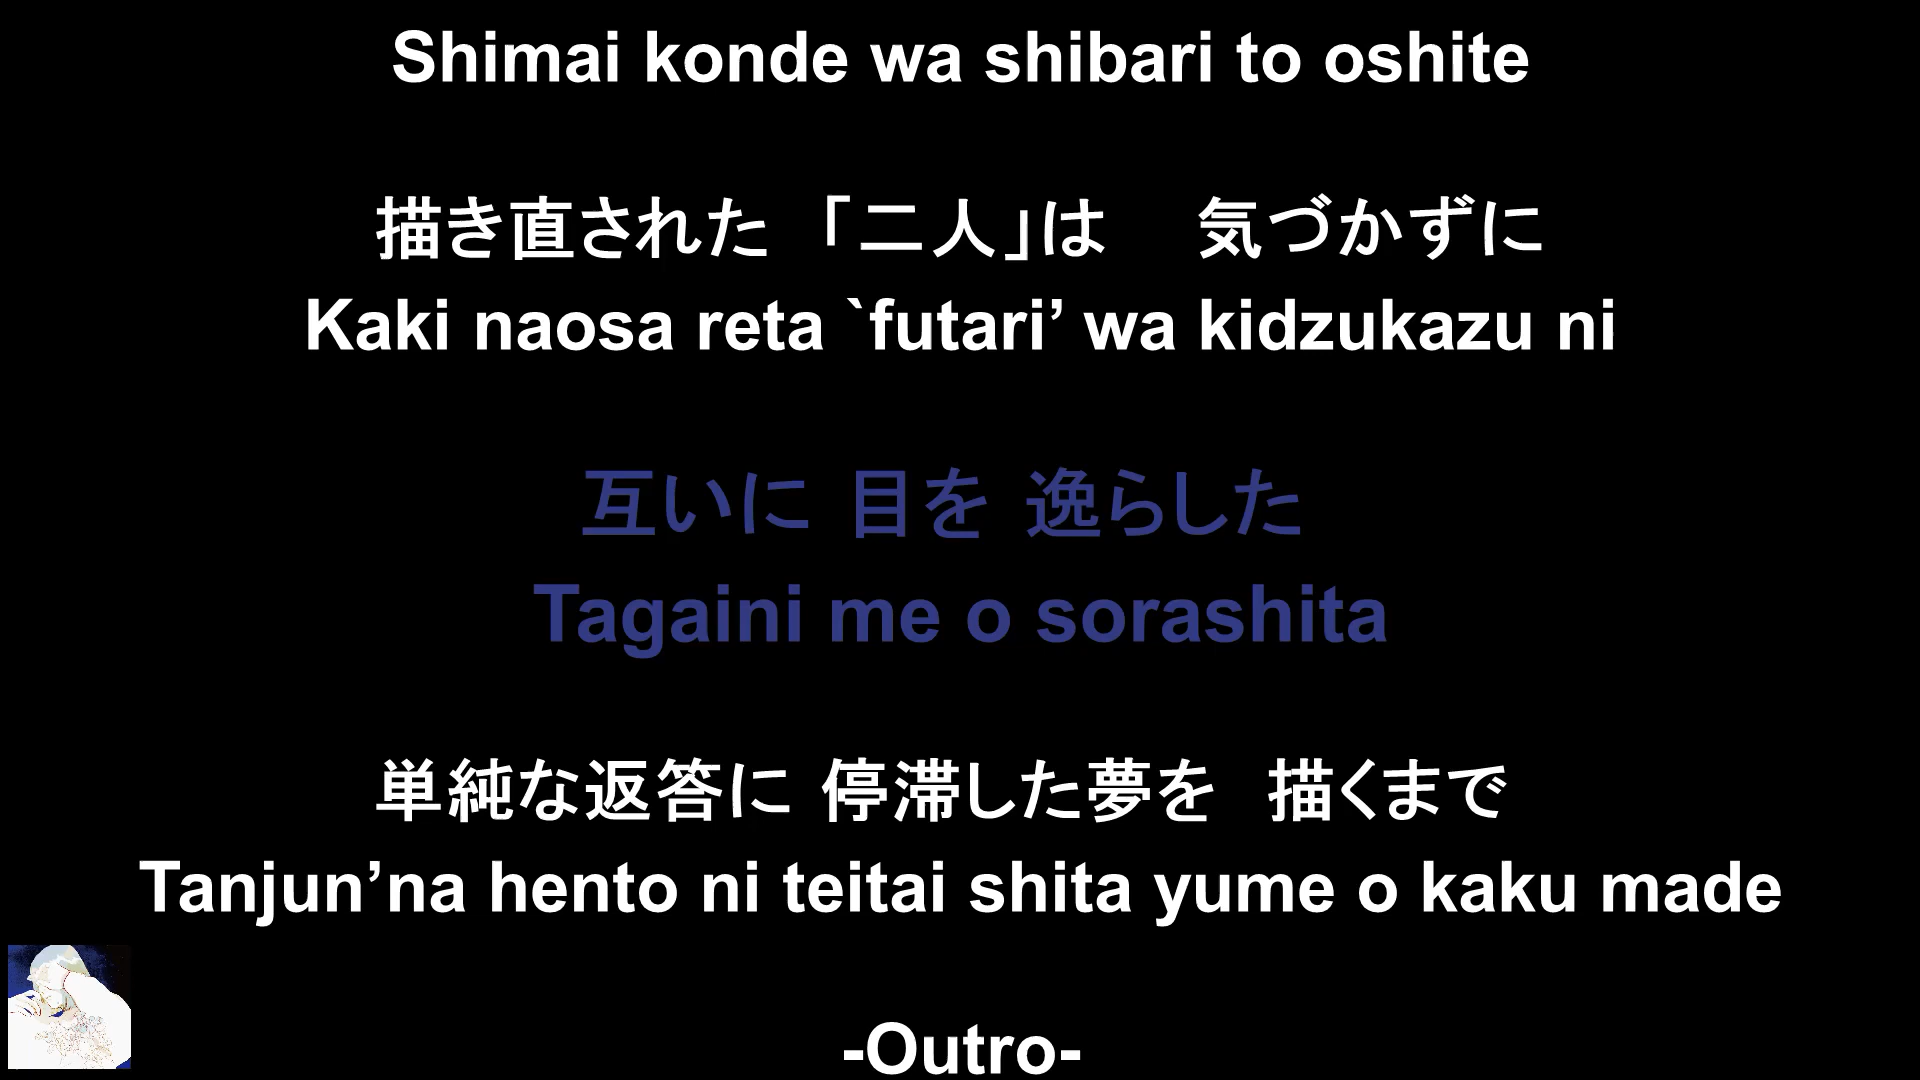 Shimai konde wa shibari to oshite
描き直された 「二人」は 気づかずに
Kaki naosa reta `futari’ wa kidzukazu ni
互いに 目を 逸らした
Tagaini me o sorashita
単純な返答に 停滞した夢を 描くまで
Tanjun’na hento ni teitai shita yume o kaku made
-Outro-